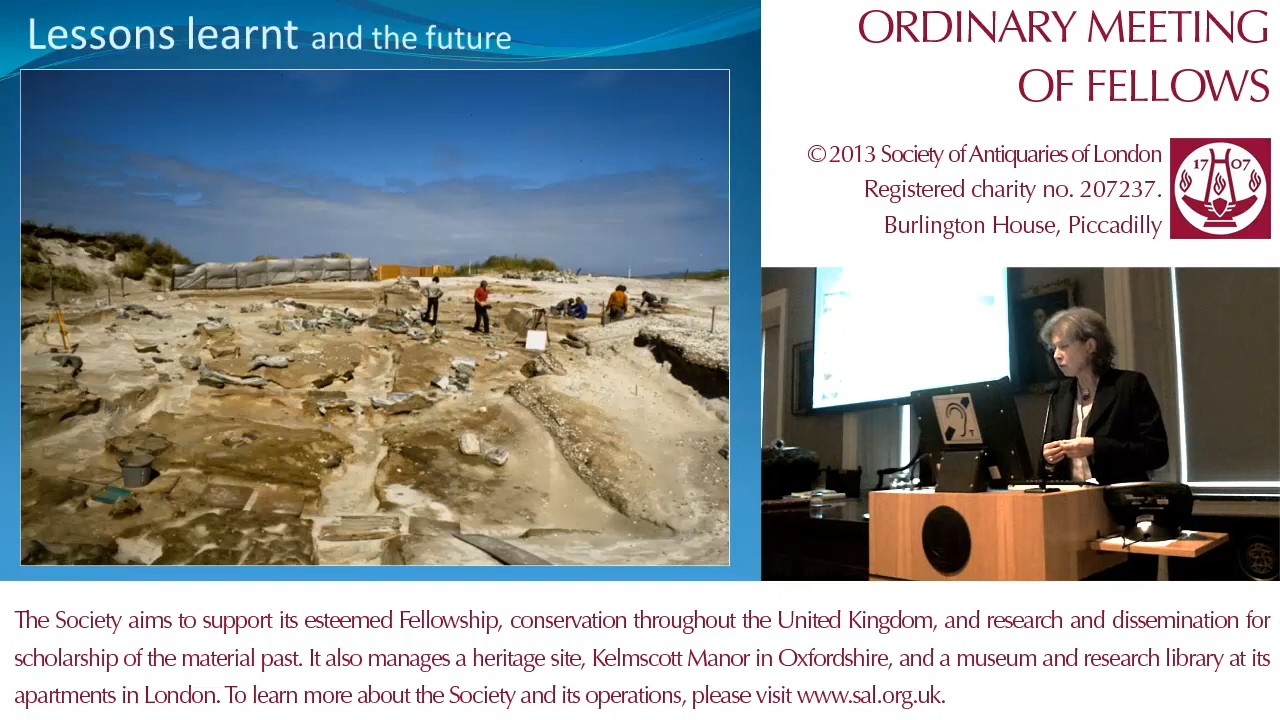 Lessons learnt and the future
ORDINARY MEETING
OF FELLOWS
© 2013 Society of Antiquaries of London
Registered charity no. 207237.
Burlington House, Piccadilly
17 07
T
The Society aims to support its esteemed Fellowship, conservation throughout the United Kingdom, and research and dissemination for
scholarship of the material past. It also manages a heritage site, Kelmscott Manor in Oxfordshire, and a museum and research library at its
apartments in London. To learn more about the Society and its operations, please visit www.sal.org.uk.